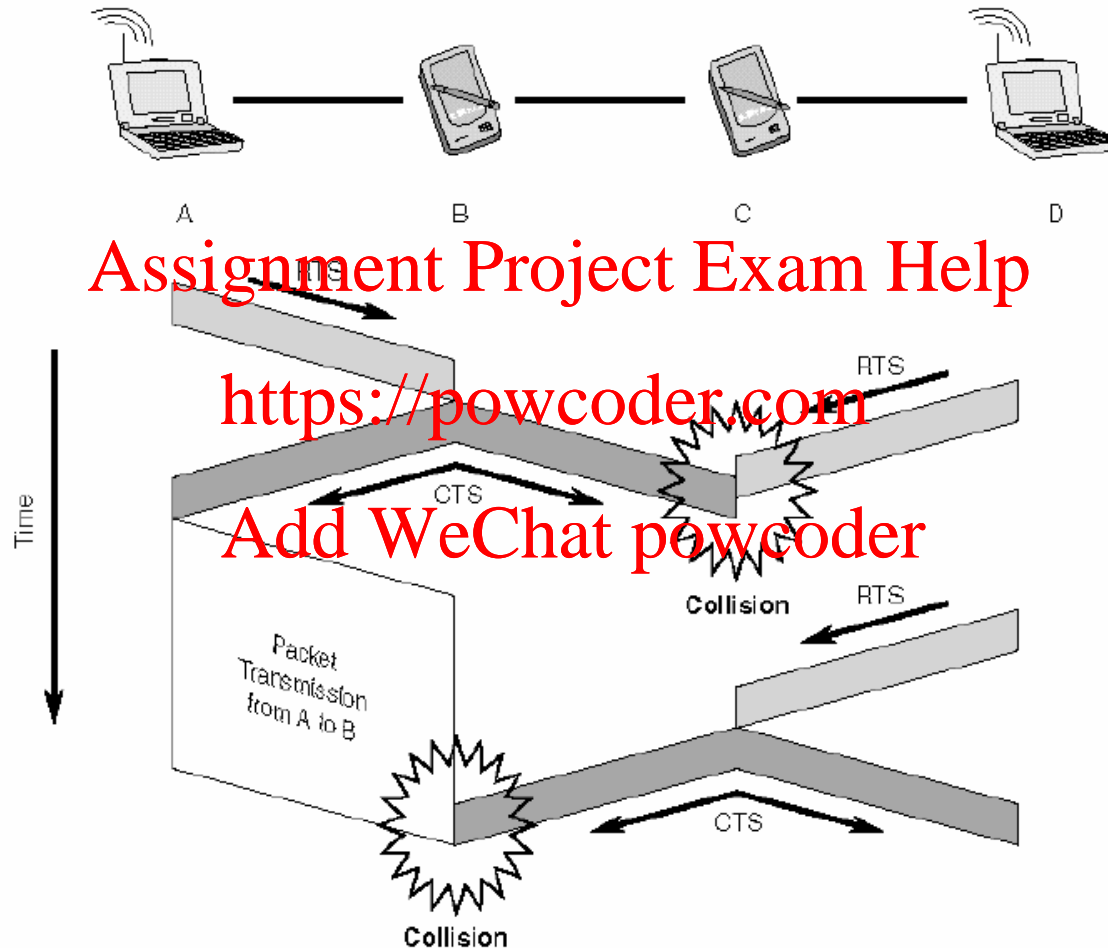 A
B
C
D
Assignment Project Exam Help
RTS
https://powcoder.com
RTS
CTS
Add WeChat powcoder
Time
Collision
RTS
Packet
Transmission
from A to B
CTS
Collision